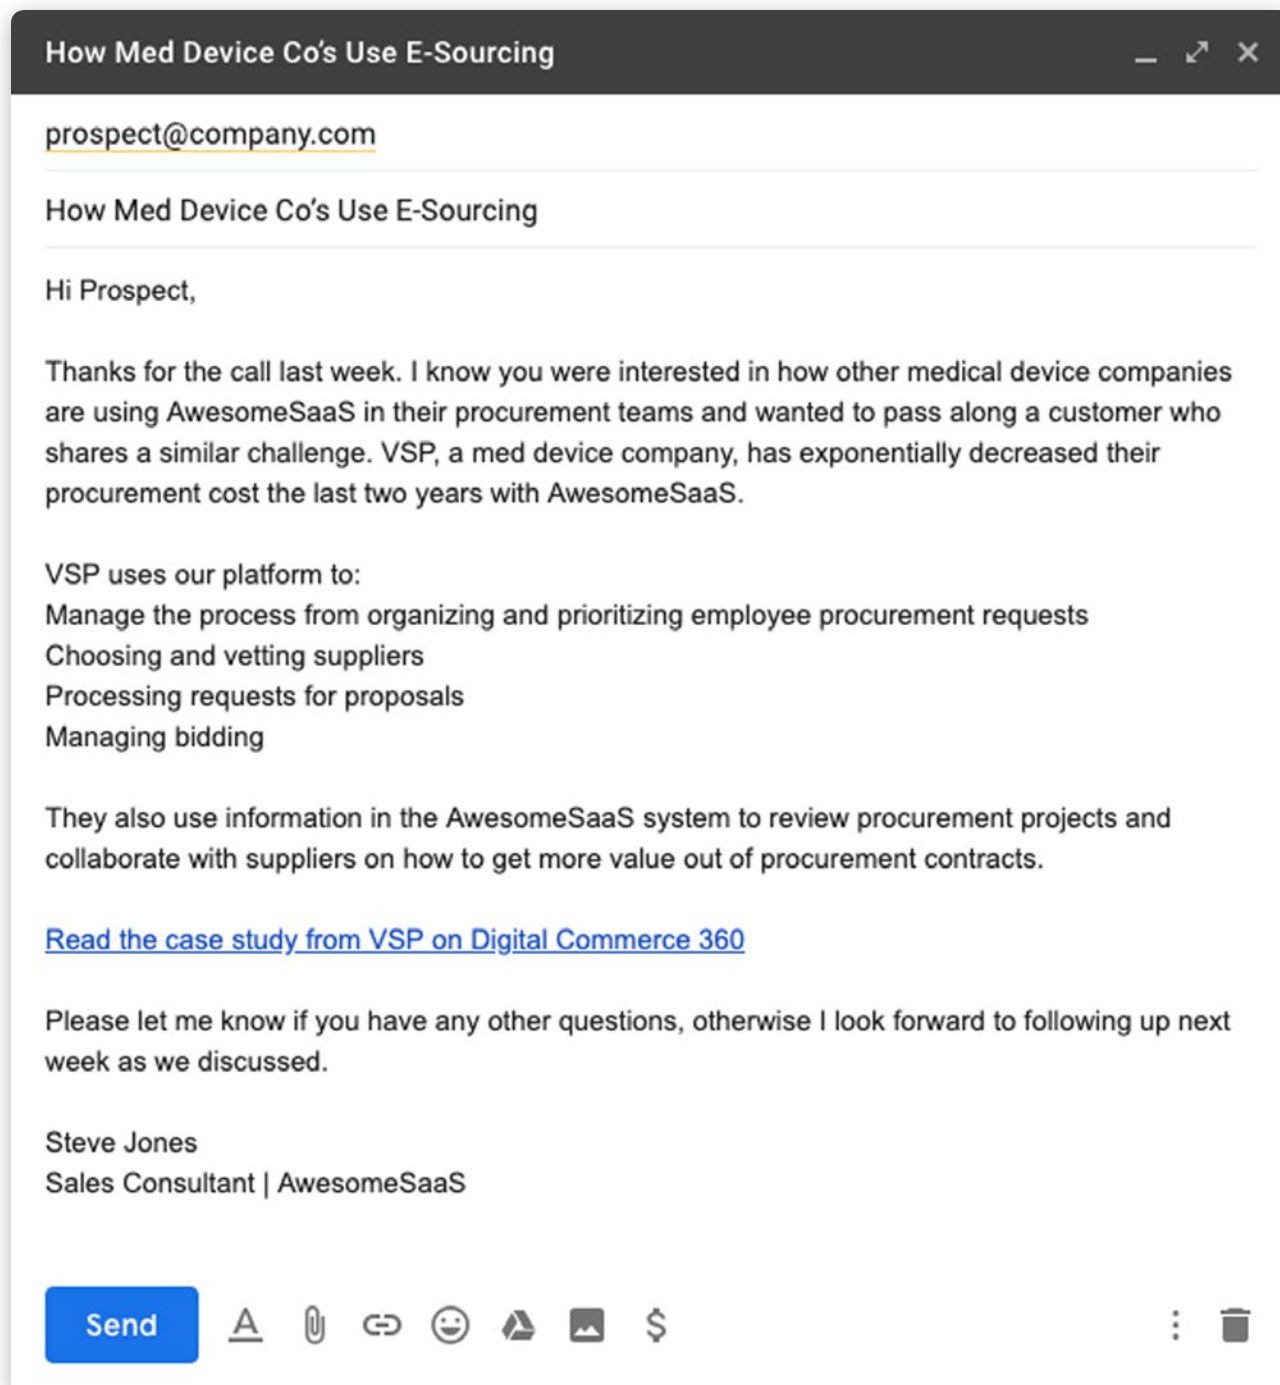 How Med Device Co’s Use E-Sourcing
prospect@company.com
How Med Device Co’s Use E-Sourcing
Hi Prospect,
Thanks for the call last week. I know you were interested in how other medical device companies
are using AwesomeSaaS in their procurement teams and wanted to pass along a customer who
shares a similar challenge. VSP, a med device company, has exponentially decreased their
procurement cost the last two years with AwesomeSaaS.
VSP uses our platform to:
Manage the process from organizing and prioritizing employee procurement requests
Choosing and vetting suppliers
Processing requests for proposals
Managing bidding
They also use information in the AwesomeSaaS system to review procurement projects and
collaborate with suppliers on how to get more value out of procurement contracts.
Read the case study from VSP on Digital Commerce 360
Please let me know if you have any other questions, otherwise I look forward to following up next
week as we discussed.
Steve Jones
Sales Consultant | AwesomeSaaS
Send